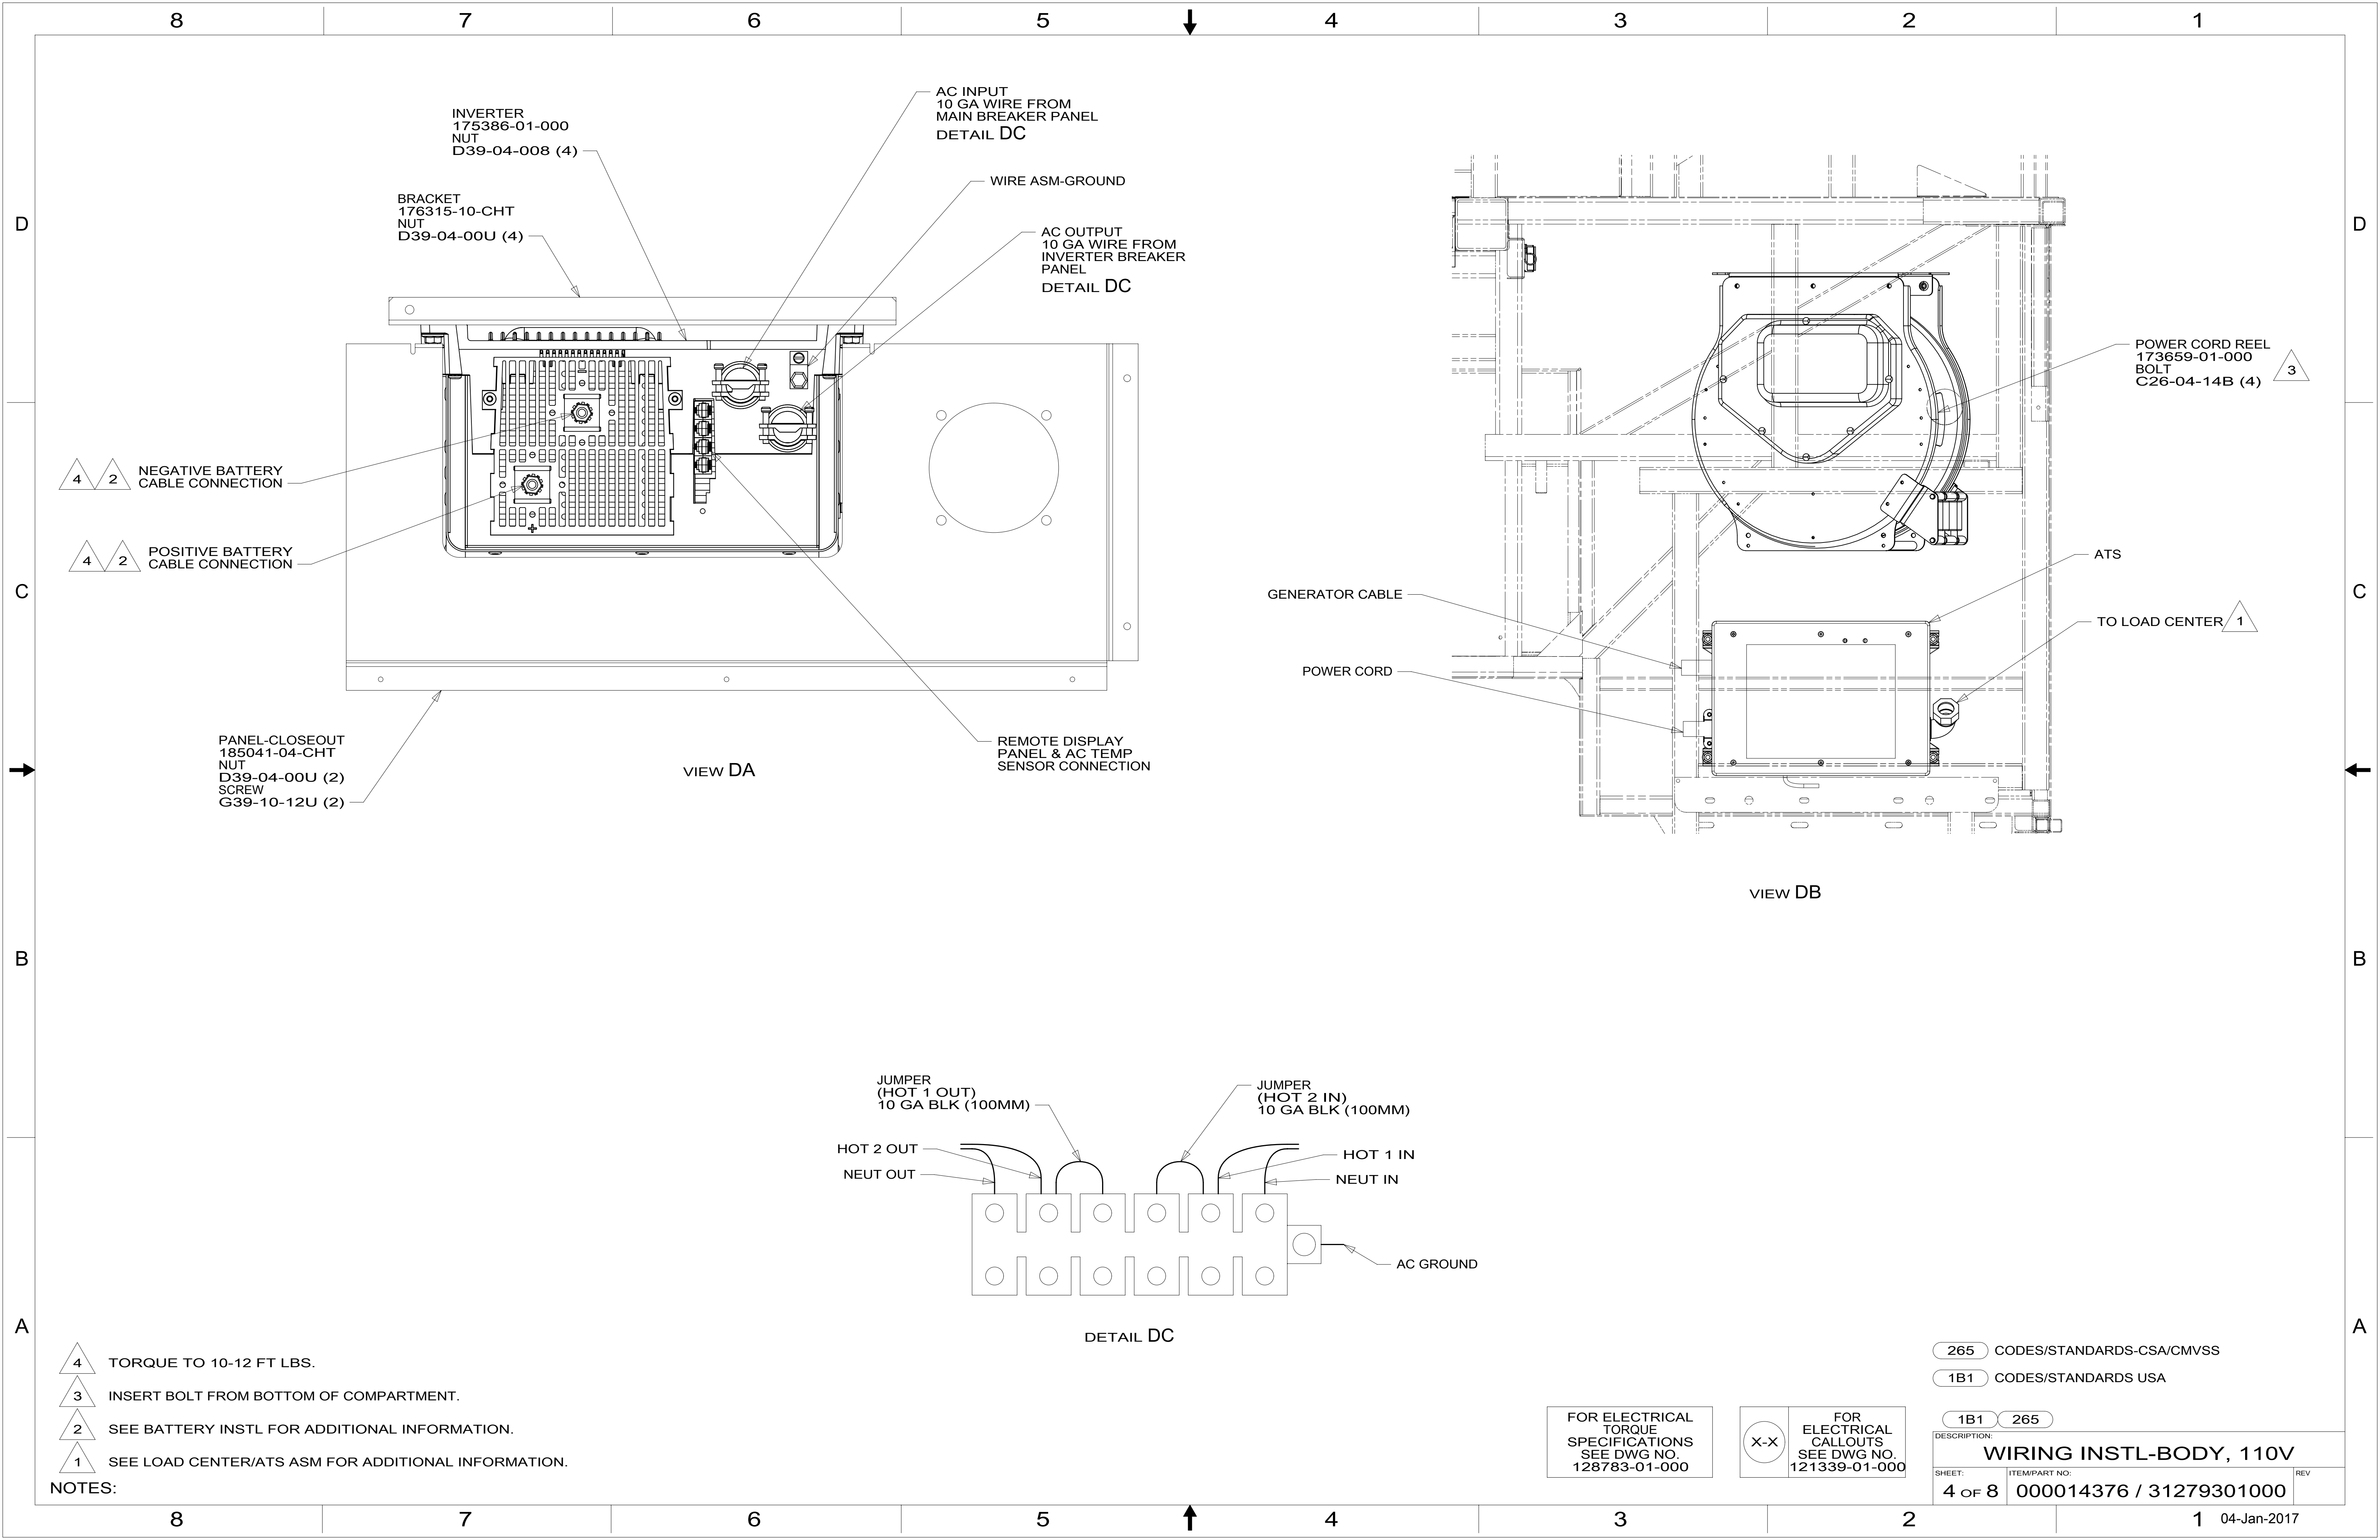 8 7 6 5 4 3 2 1
INVERTER
175386-01-000
NUT
D39-04-008 (4)
BRACKET
176315-10-CHT
NUT
D39-04-00U (4)
AC INPUT
10 GA WIRE FROM
MAIN BREAKER PANEL
DETAIL DC
WIRE ASM-GROUND
AC OUTPUT
10 GA WIRE FROM
INVERTER BREAKER
PANEL
DETAIL DC
D
D
4 2 NEGATIVE BATTERY
CABLE CONNECTION
4 2 POSITIVE BATTERY
CABLE CONNECTION
+
C
C
PANEL-CLOSEOUT
185041-04-CHT
NUT
D39-04-00U (2)
SCREW
G39-10-12U (2)
REMOTE DISPLAY
PANEL & AC TEMP
SENSOR CONNECTION
VIEW DA
POWER CORD REEL
173659-01-000
BOLT
C26-04-14B (4)
3
ATS
TO LOAD CENTER 1
GENERATOR CABLE
POWER CORD
VIEW DB
B
B
JUMPER
(HOT 1 OUT)
10 GA BLK (100MM)
JUMPER
(HOT 2 IN)
10 GA BLK (100MM)
HOT 2 OUT
NEUT OUT
HOT 1 IN
NEUT IN
AC GROUND
DETAIL DC
A
A
4 TORQUE TO 10-12 FT LBS.
3 INSERT BOLT FROM BOTTOM OF COMPARTMENT.
2 SEE BATTERY INSTL FOR ADDITIONAL INFORMATION.
1 SEE LOAD CENTER/ATS ASM FOR ADDITIONAL INFORMATION.
NOTES:
FOR ELECTRICAL
TORQUE
SPECIFICATIONS
SEE DWG NO.
128783-01-000
X-X
FOR
ELECTRICAL
CALLOUTS
SEE DWG NO.
121339-01-000
265 CODES/STANDARDS-CSA/CMVSS
1B1 CODES/STANDARDS USA
1B1 265
DESCRIPTION:
WIRING INSTL-BODY, 110V
SHEET:
4 OF 8
ITEM/PART NO:
000014376 / 31279301000
REV
8 7 6 5 4 3 2 1
04-Jan-2017